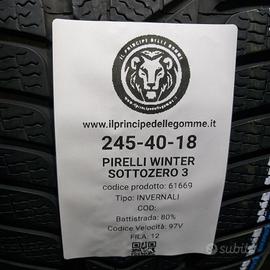 IL PRINCIPE DELLE GOMME
www.ilprincipedellegomme.it
245-40-18
PIRELLI WINTER
SOTTOZERO 3
codice prodotto: 61669
Tipo: INVERNALI
COD:
Battistrada: 80%
Codice Velocità: 97V
FILA: 12
subito